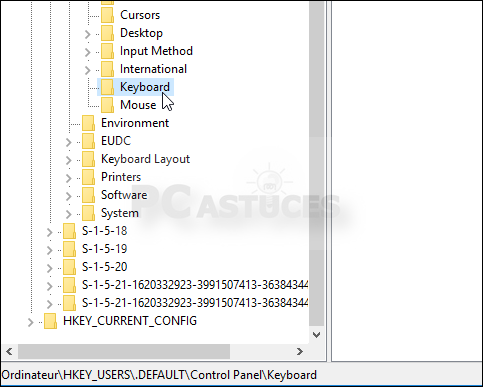 Cursors
Desktop
Input Method
International
Keyboard
Mouse
Environment
EUDC
Keyboard Layout
Printers
Software
System
PC ASTUCES
S-1-5-18
S-1-5-19
S-1-5-20
S-1-5-21-1620332923-3991507413-36384344
S-1-5-21-1620332923-3991507413-36384344
HKEY_CURRENT_CONFIG
Ordinateur\HKEY_USERS\.DEFAULT\Control Panel\Keyboard